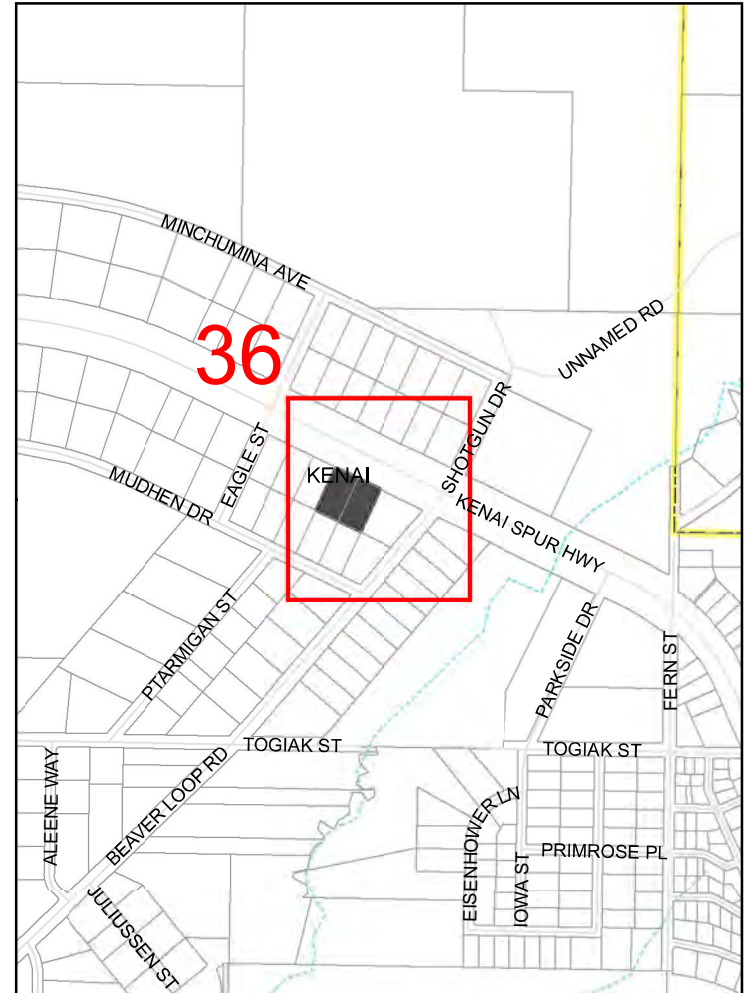 MINCHUMINA AVE
UNNAMED RD
36
SHOTGUN DR
EAGLE ST
KENAI
MUDHEN DR
KENAI SPUR HWY
PTARMIGAN ST
PARKSIDE DR
FERN ST
TOGIAK ST
TOGIAK ST
ALEENE WAY
BEAVER LOOP RD
EISENHOWER LN
IOWA ST
PRIMROSE PL
JULIUSSEN ST